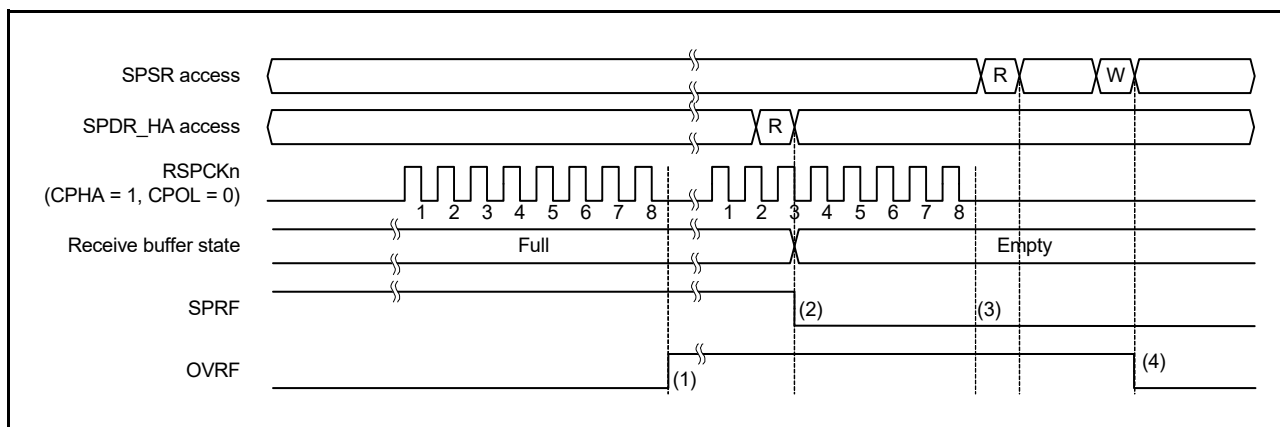 SPSR access
R
W
SPDR_HA access
R
RSPCKn
(CPHA = 1, CPOL = 0)
1 2 3 4 5 6 7 8
1 2 3 4 5 6 7 8
Receive buffer state
Full
Empty
SPRF
(2)
(3)
OVRF
(1)
(4)